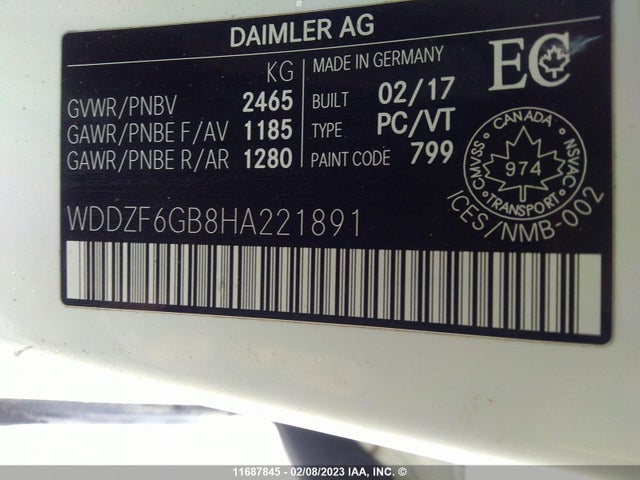 DAIMLER AG
KG
GVWR/PNBV 2465
GAWR/PNBE F/AV 1185
GAWR/PNBE R/AR 1280
MADE IN GERMANY
BUILT 02/17
TYPE PC/VT
PAINT CODE 799
EC
CANADA
CMVSS 974 NSVAC
TRANSPORT
ICES/NMB-002
WDDZF6GB8HA221891
11687845 - 02/08/2023 IAA, INC. ©